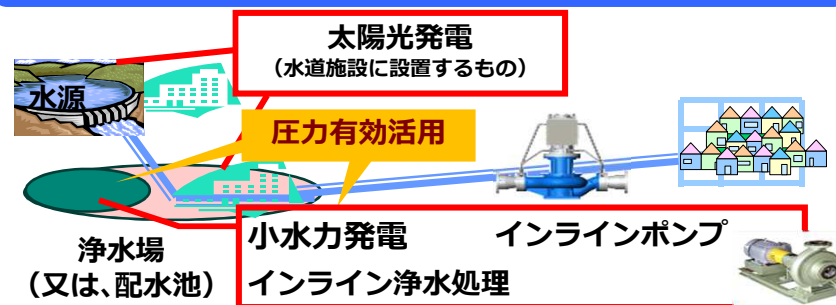 太陽光発電
（水道施設に設置するもの）
水源
圧力有効活用
小水力発電
インラインポンプ
インライン浄水処理
浄水場
（又は、配水池）